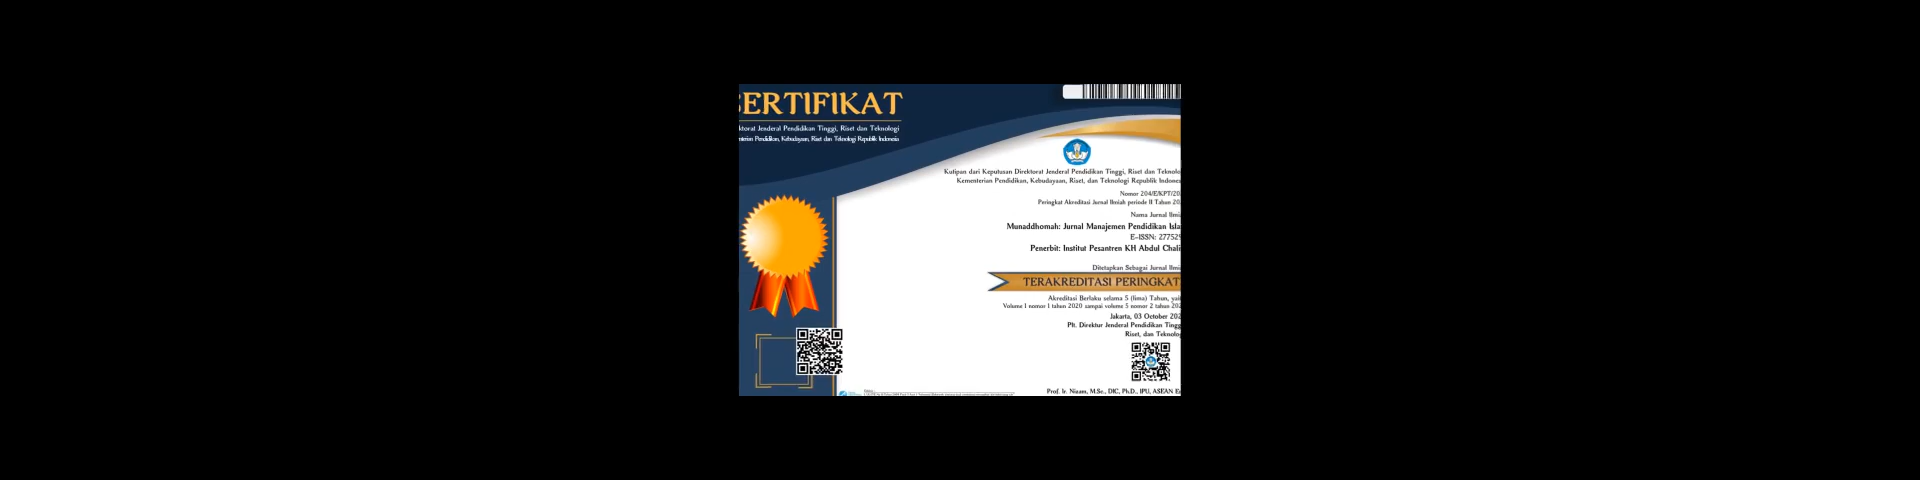 ERTIFIKAT
ktorat Jenderal Pendidikan Tinggi, Riset dan Teknologi
nterian Pendidikan, Kebudayaan, Riset dan Teknologi Republik Indonesia
Kutipan dari Keputusan Direktorat Jenderal Pendidikan Tinggi, Riset dan Teknolo
Kementerian Pendidikan, Kebudayaan, Riset, dan Teknologi Republik Indones
Nomor 204/E/KPT/20
Peringkat Akreditasi Jurnal Ilmiah periode II Tahun 20
Nama Jurnal Ilmi
Munaddhomah: Jurnal Manajemen Pendidikan Isla
E-ISSN: 277529
Penerbit: Institut Pesantren KH Abdul Chali
Ditetapkan Sebagai Jurnal Ilmi
TERAKREDITASI PERINGKAT
Akreditasi Berlaku selama 5 (lima) Tahun, yai
Volume 1 nomor 1 tahun 2020 sampai volume 5 nomor 2 tahun 202
Jakarta, 03 October 202
Plt. Direktur Jenderal Pendidikan Tingg
Riset, dan Teknolog
Prof. Ir. Nizam, M.Sc., DIC, Ph.D., IPU, ASEAN E